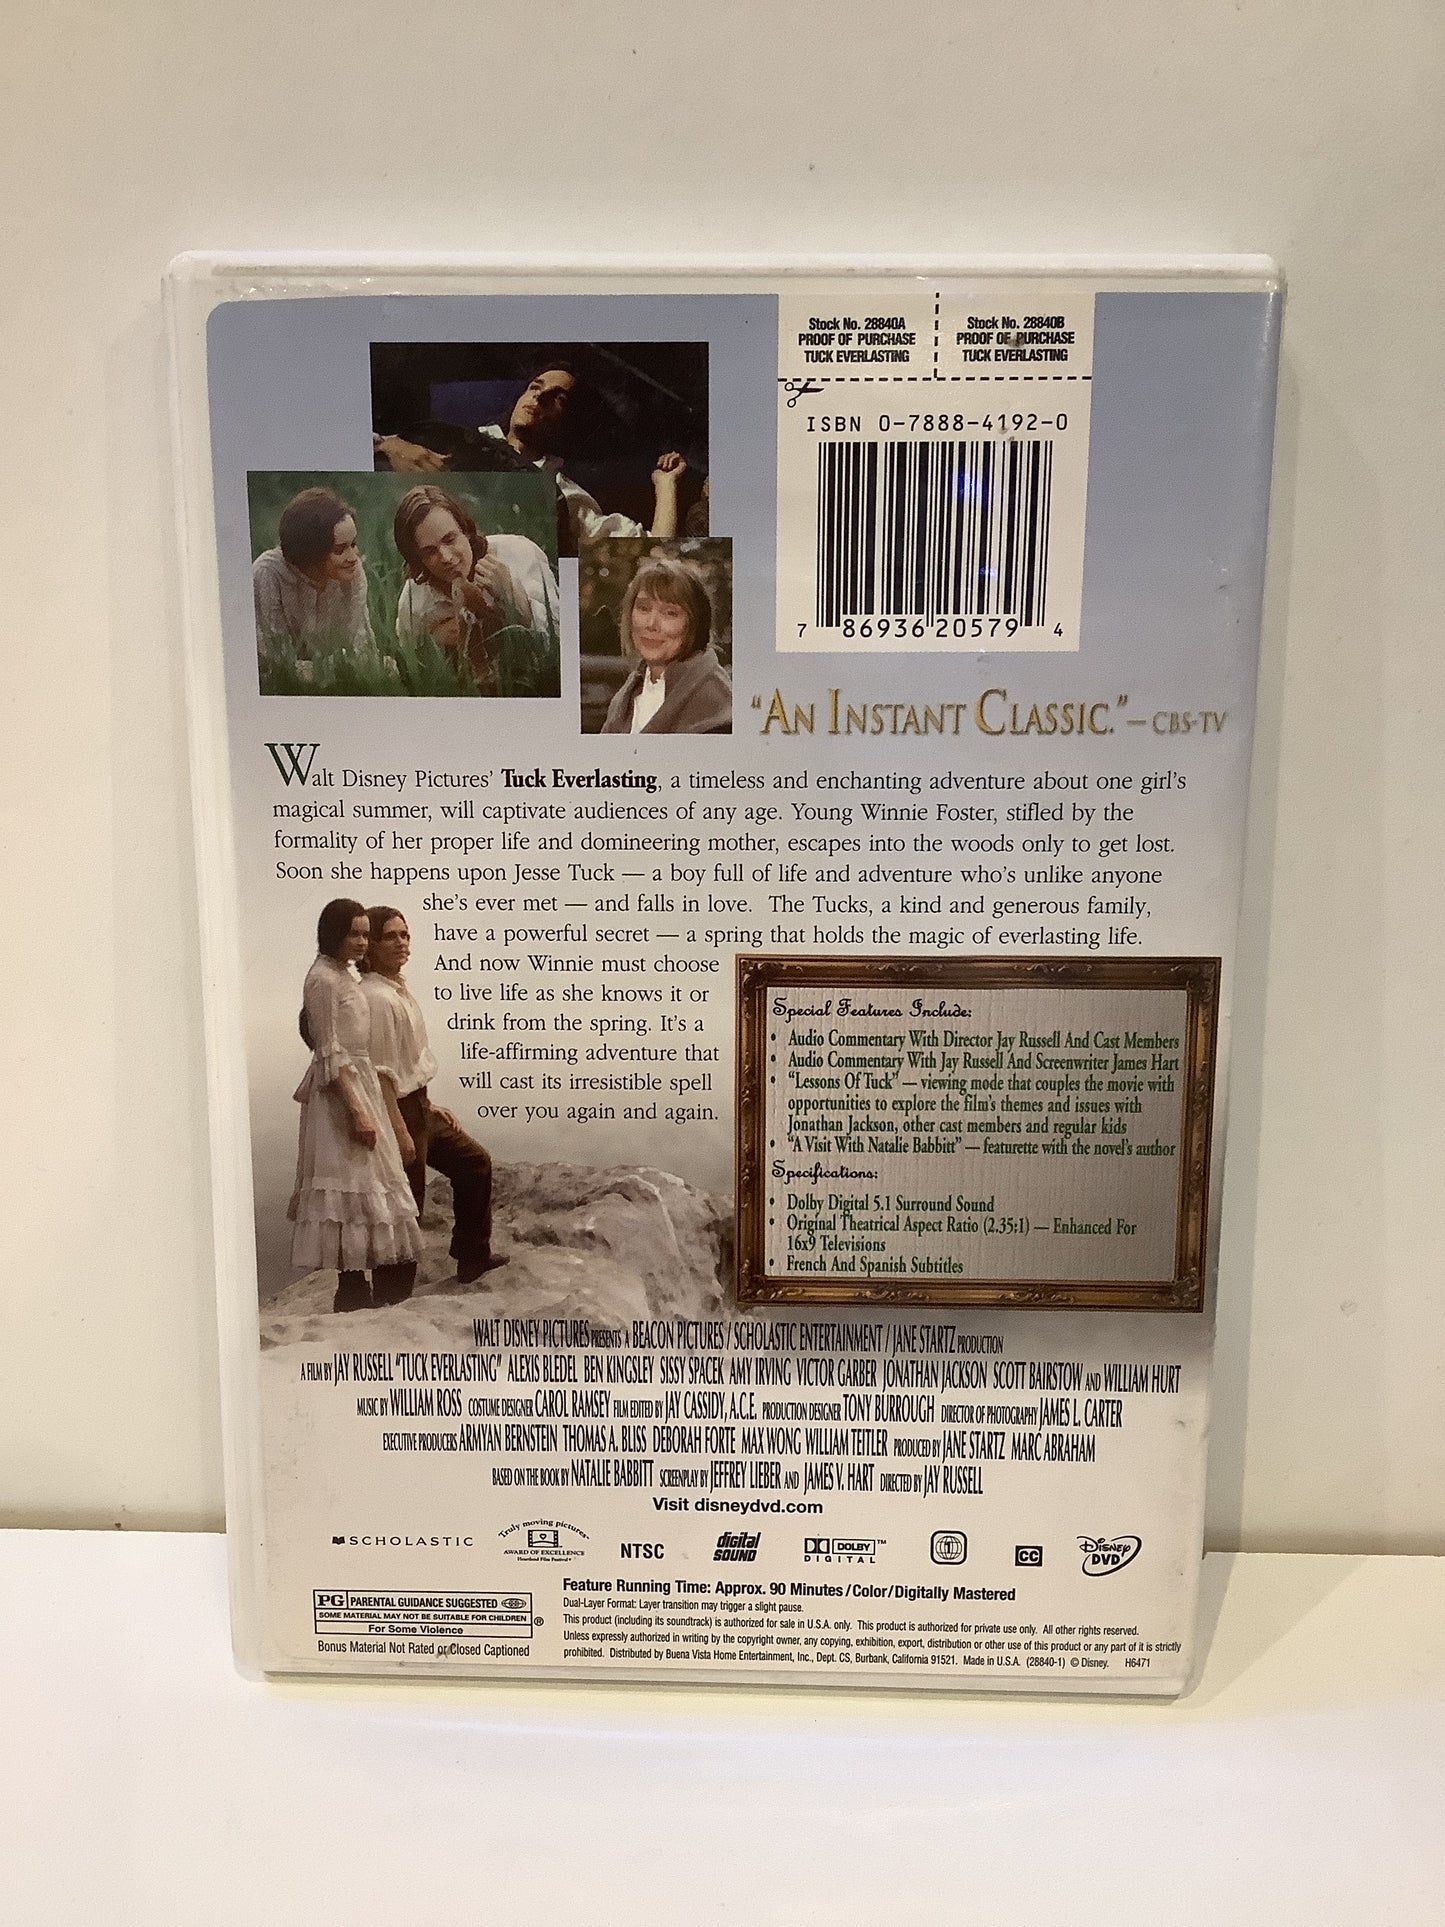 Stock No. 28840A
PROOF OF PURCHASE
TUCK EVERLASTING
Stock No. 28840B
PROOF OF PURCHASE
TUCK EVERLASTING
ISBN 0-7888-4192-0
7 86936 20579 4
"AN INSTANT CLASSIC." – CBS-TV
Walt Disney Pictures' Tuck Everlasting, a timeless and enchanting adventure about one girl's
magical summer, will captivate audiences of any age. Young Winnie Foster, stifled by the
formality of her proper life and domineering mother, escapes into the woods only to get lost.
Soon she happens upon Jesse Tuck — a boy full of life and adventure who's unlike anyone
she's ever met — and falls in love. The Tucks, a kind and generous family,
have a powerful secret — a spring that holds the magic of everlasting life.
And now Winnie must choose
to live life as she knows it or
drink from the spring. It's a
life-affirming adventure that
will cast its irresistible spell
over you again and again.
Special Features Include:
• Audio Commentary With Director Jay Russell And Cast Members
• Audio Commentary With Jay Russell And Screenwriter James Hart
• "Lessons Of Tuck" — viewing mode that couples the movie with
opportunities to explore the film's themes and issues with
Jonathan Jackson, other cast members and regular kids
• "A Visit With Natalie Babbitt" — featurette with the novel's author
Specifications:
• Dolby Digital 5.1 Surround Sound
• Original Theatrical Aspect Ratio (2.35:1) — Enhanced For
16x9 Televisions
• French And Spanish Subtitles
WALT DISNEY PICTURES PRESENTS A BEACON PICTURES / SCHOLASTIC ENTERTAINMENT / JANE STARTZ PRODUCTION
A FILM BY JAY RUSSELL "TUCK EVERLASTING" ALEXIS BLEDEL BEN KINGSLEY SISSY SPACEK AMY IRVING VICTOR GARBER JONATHAN JACKSON SCOTT BAIRSTOW AND WILLIAM HURT
MUSIC BY WILLIAM ROSS COSTUME DESIGNER CAROL RAMSEY FILM EDITED BY JAY CASSIDY, A.C.E. PRODUCTION DESIGNER TONY BURROUGH DIRECTOR OF PHOTOGRAPHY JAMES L. CARTER
EXECUTIVE PRODUCERS ARMYAN BERNSTEIN THOMAS A. BLISS DEBORAH FORTE MAX WONG WILLIAM TEITLER PRODUCED BY JANE STARTZ MARC ABRAHAM
BASED ON THE BOOK BY NATALIE BABBITT SCREENPLAY BY JEFFREY LIEBER AND JAMES V. HART DIRECTED BY JAY RUSSELL
Visit disneydvd.com
SCHOLASTIC
Truly moving pictures™
AWARD OF EXCELLENCE
Heartland Film Festival
NTSC
digital SOUND
DOLBY™
DIGITAL
1
CC
DISNEY DVD
PG PARENTAL GUIDANCE SUGGESTED
SOME MATERIAL MAY NOT BE SUITABLE FOR CHILDREN ®
For Some Violence
Bonus Material Not Rated or Closed Captioned
Feature Running Time: Approx. 90 Minutes/Color/Digitally Mastered
Dual-Layer Format: Layer transition may trigger a slight pause.
This product (including its soundtrack) is authorized for sale in U.S.A. only. This product is authorized for private use only. All other rights reserved.
Unless expressly authorized in writing by the copyright owner, any copying, exhibition, export, distribution or other use of this product or any part of it is strictly
prohibited. Distributed by Buena Vista Home Entertainment, Inc., Dept. CS, Burbank, California 91521. Made in U.S.A. (28840-1) © Disney. H6471